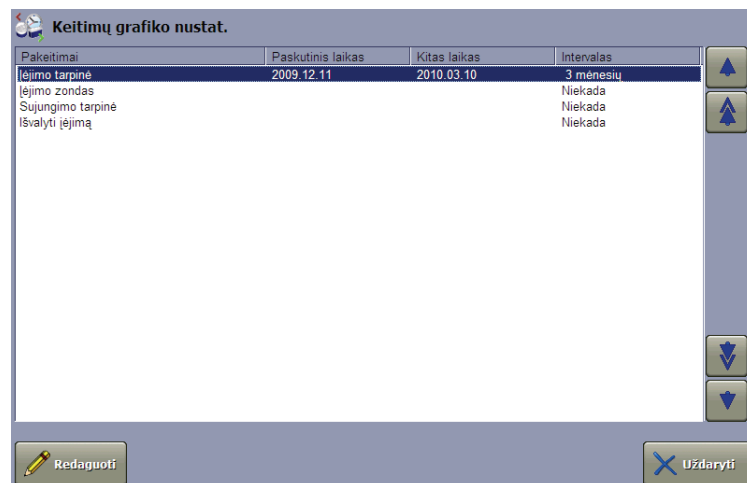 Keitimų grafiko nustat.
Pakeitimai Paskutinis laikas Kitas laikas Intervalas
Įėjimo tarpinė 2009.12.11 2010.03.10 3 mėnesių
Įėjimo zondas Niekada
Sujungimo tarpinė Niekada
Išvalyti įėjimą Niekada
Redaguoti Uždaryti